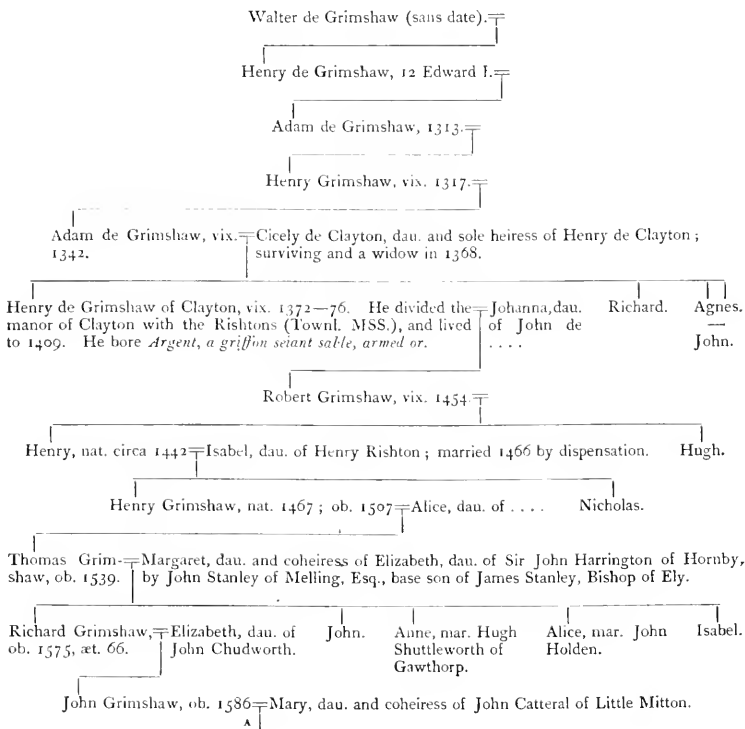 Walter de Grimshaw (sans date).
Henry de Grimshaw, 12 Edward I.
Adam de Grimshaw, 1313.
Henry Grimshaw, vix. 1317.
Adam de Grimshaw, vix. 1342.
Cicely de Clayton, dau. and sole heiress of Henry de Clayton ;
surviving and a widow in 1368.
Henry de Grimshaw of Clayton, vix. 1372—76. He divided the
manor of Clayton with the Rishtons (Townl. MSS.), and lived
to 1409. He bore Argent, a griffon seiant sable, armed or.
Johanna, dau.
of John de
. . . .
Richard.
Agnes.
—
John.
Robert Grimshaw, vix. 1454.
Henry, nat. circa 1442
Isabel, dau. of Henry Rishton ; married 1466 by dispensation.
Hugh.
Henry Grimshaw, nat. 1467 ; ob. 1507
Alice, dau. of . . . .
Nicholas.
Thomas Grim-
shaw, ob. 1539.
Margaret, dau. and coheiress of Elizabeth, dau. of Sir John Harrington of Hornby,
by John Stanley of Melling, Esq., base son of James Stanley, Bishop of Ely.
Richard Grimshaw,
ob. 1575, æt. 66.
Elizabeth, dau. of
John Chudworth.
John.
Anne, mar. Hugh
Shuttleworth of
Gawthorp.
Alice, mar. John
Holden.
Isabel.
John Grimshaw, ob. 1586
Mary, dau. and coheiress of John Catteral of Little Mitton.
A